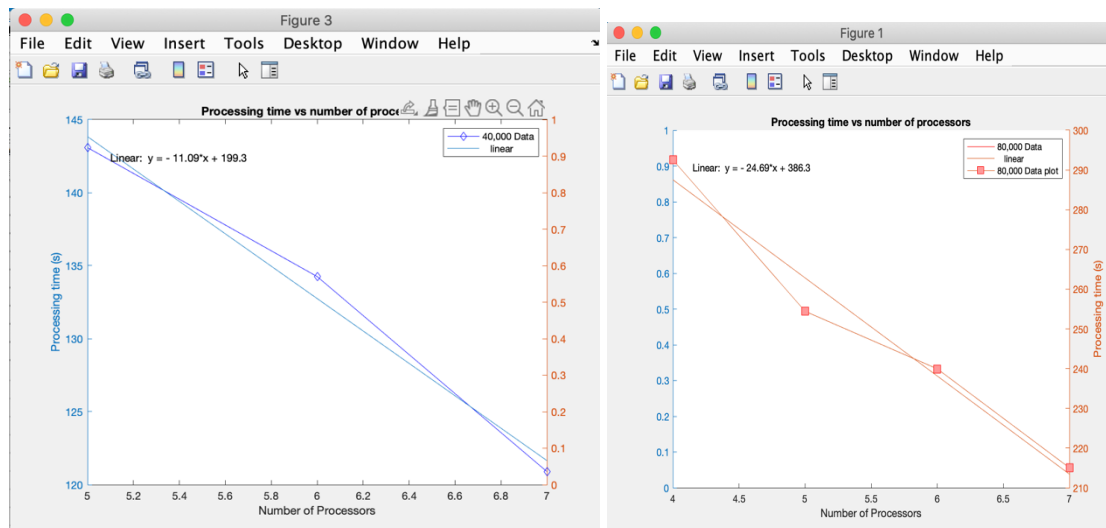 Figure 3
File Edit View Insert Tools Desktop Window Help
Processing time vs number of proce
145
140
135
130
125
120
Processing time (s)
1
0.9
0.8
0.7
0.6
0.5
0.4
0.3
0.2
0.1
0
40,000 Data
linear
Linear: y = - 11.09*x + 199.3
5 5.2 5.4 5.6 5.8 6 6.2 6.4 6.6 6.8 7
Number of Processors
Figure 1
File Edit View Insert Tools Desktop Window Help
Processing time vs number of processors
1
0.9
0.8
0.7
0.6
0.5
0.4
0.3
0.2
0.1
0
300
290
280
270
260
250
240
230
220
210
Processing time (s)
80,000 Data
linear
80,000 Data plot
Linear: y = - 24.69*x + 386.3
4 4.5 5 5.5 6 6.5 7
Number of Processors